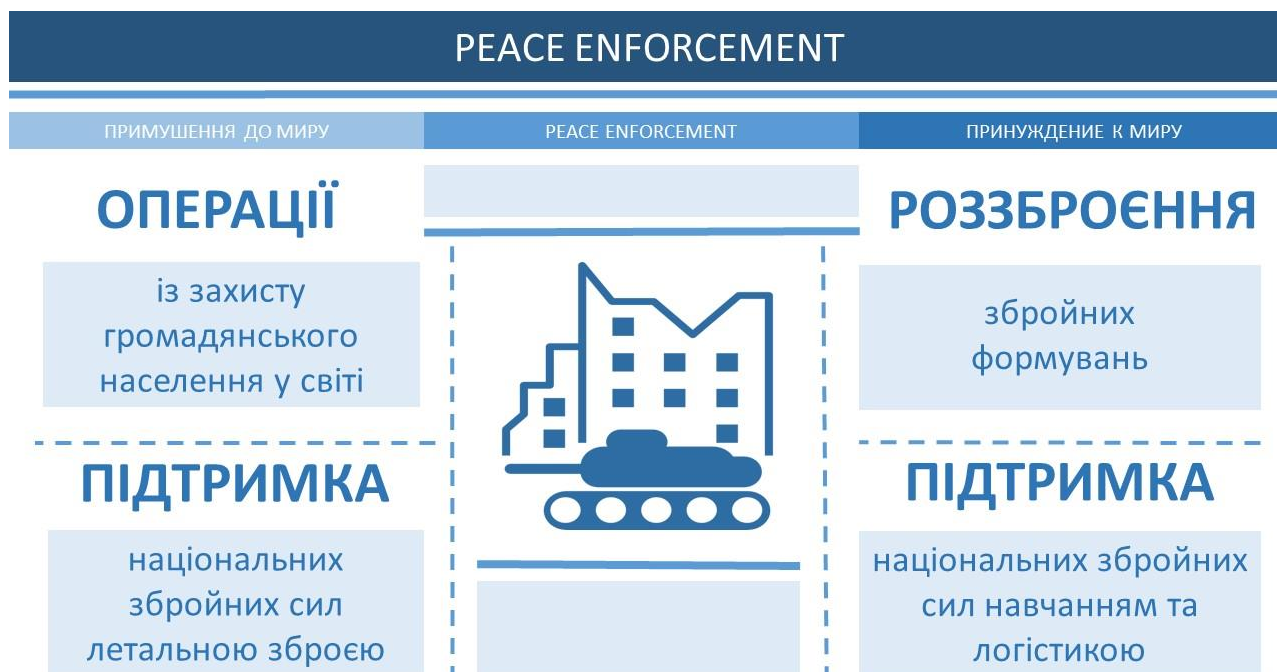 PEACE ENFORCEMENT
ПРИМУШЕННЯ ДО МИРУ
PEACE ENFORCEMENT
ПРИНУЖДЕНИЕ К МИРУ
ОПЕРАЦІЇ
із захисту
громадянського
населення у світі
ПІДТРИМКА
національних
збройних сил
летальною зброєю
РОЗЗБРОЄННЯ
збройних
формувань
ПІДТРИМКА
національних збройних
сил навчанням та
логістикою